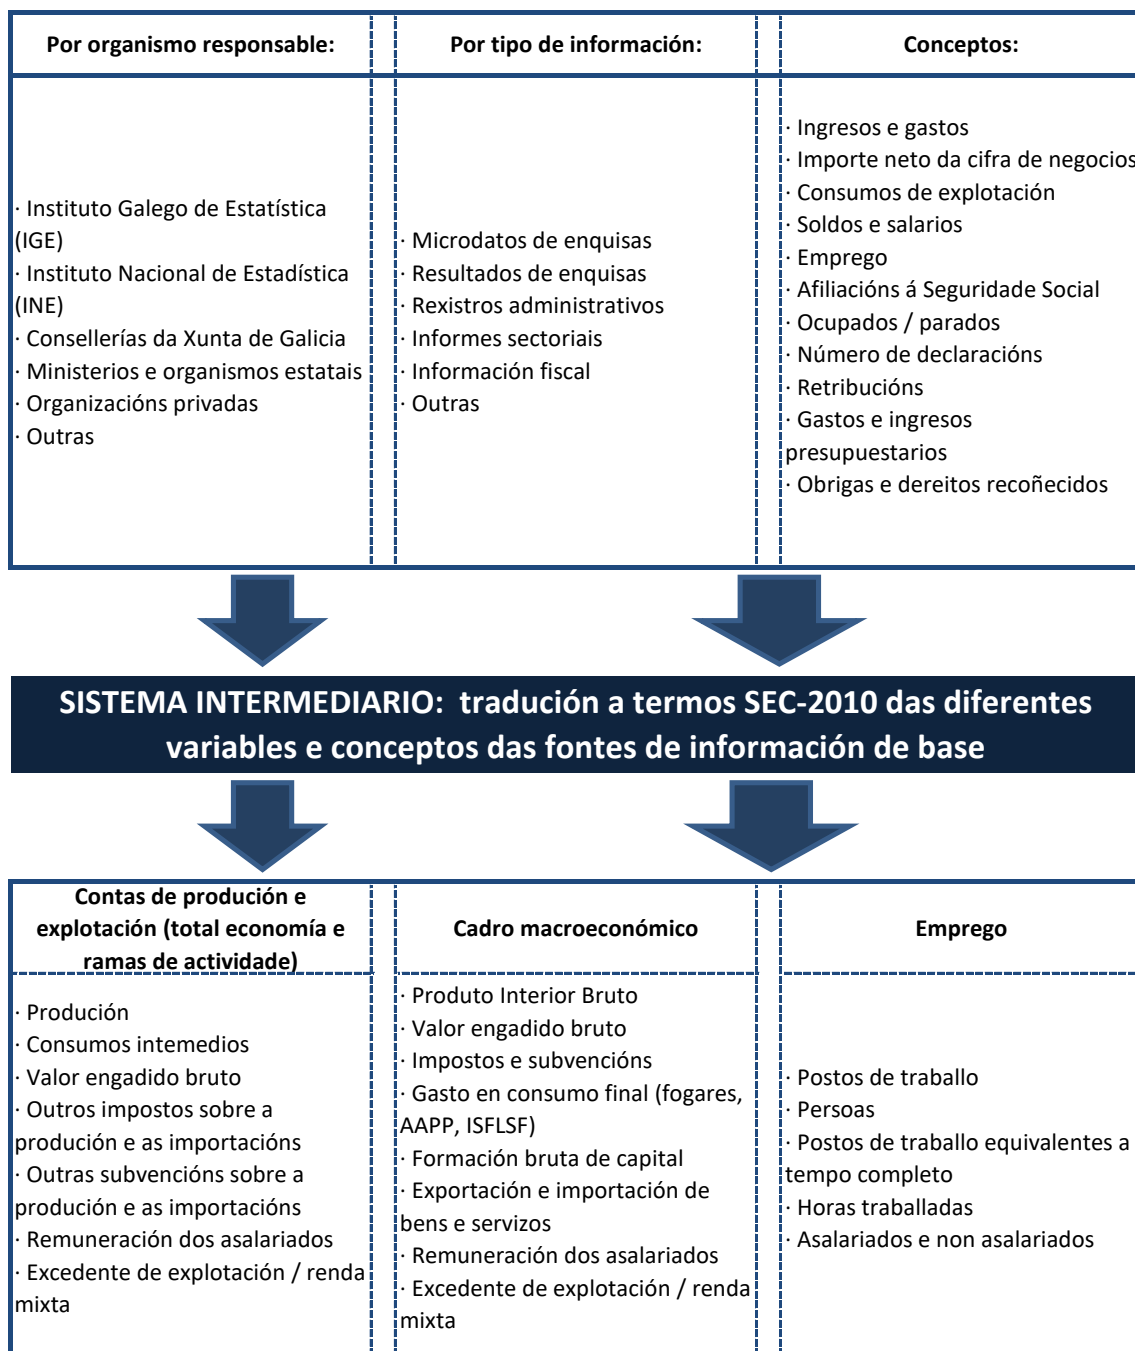 Por organismo responsable:
Por tipo de información:
Conceptos:
· Instituto Galego de Estatística
(IGE)
· Instituto Nacional de Estadística
(INE)
· Consellerías da Xunta de Galicia
· Ministerios e organismos estatais
· Organizacións privadas
· Outras
· Microdatos de enquisas
· Resultados de enquisas
· Rexistros administrativos
· Informes sectoriais
· Información fiscal
· Outras
· Ingresos e gastos
· Importe neto da cifra de negocios
· Consumos de explotación
· Soldos e salarios
· Emprego
· Afiliacións á Seguridade Social
· Ocupados / parados
· Número de declaracións
· Retribucións
· Gastos e ingresos
presupuestarios
· Obrigas e dereitos recoñecidos
SISTEMA INTERMEDIARIO:  tradución a termos SEC-2010 das diferentes
variables e conceptos das fontes de información de base
Contas de produción e
explotación (total economía e
ramas de actividade)
Cadro macroeconómico
Emprego
· Produción
· Consumos intemedios
· Valor engadido bruto
· Outros impostos sobre a
produción e as importacións
· Outras subvencións sobre a
produción e as importacións
· Remuneración dos asalariados
· Excedente de explotación / renda
mixta
· Produto Interior Bruto
· Valor engadido bruto
· Impostos e subvencións
· Gasto en consumo final (fogares,
AAPP, ISFLSF)
· Formación bruta de capital
· Exportación e importación de
bens e servizos
· Remuneración dos asalariados
· Excedente de explotación / renda
mixta
· Postos de traballo
· Persoas
· Postos de traballo equivalentes a
tempo completo
· Horas traballadas
· Asalariados e non asalariados